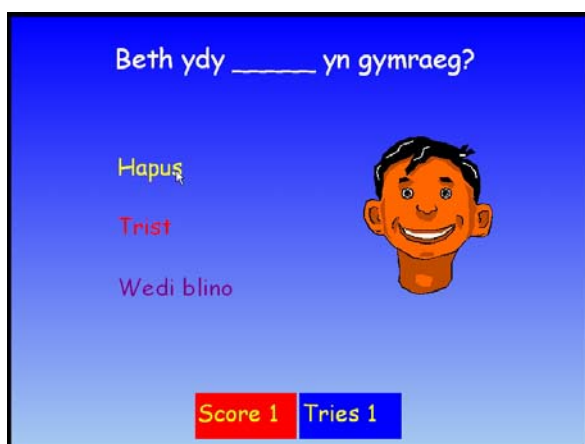 Beth ydy _____ yn gymraeg?
Hapus
Trist
Wedi blino
Score 1 Tries 1